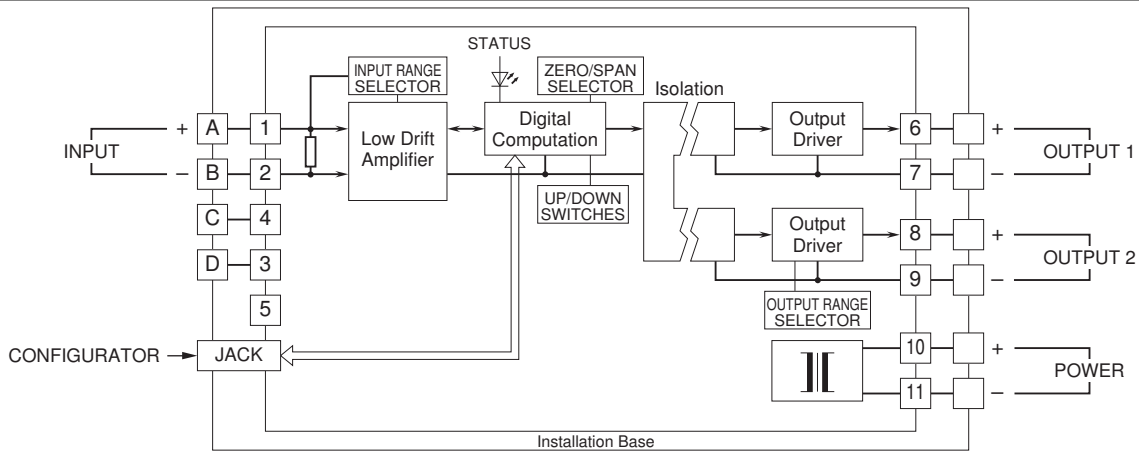 STATUS
INPUT RANGE
SELECTOR
ZERO/SPAN
SELECTOR
Isolation
INPUT
+
A
1
Low Drift
Amplifier
Digital
Computation
Output
Driver
6
+
OUTPUT 1
–
B
2
7
–
UP/DOWN
SWITCHES
C
4
Output
Driver
8
+
OUTPUT 2
D
3
9
–
5
OUTPUT RANGE
SELECTOR
CONFIGURATOR
JACK
10
+
POWER
11
–
Installation Base